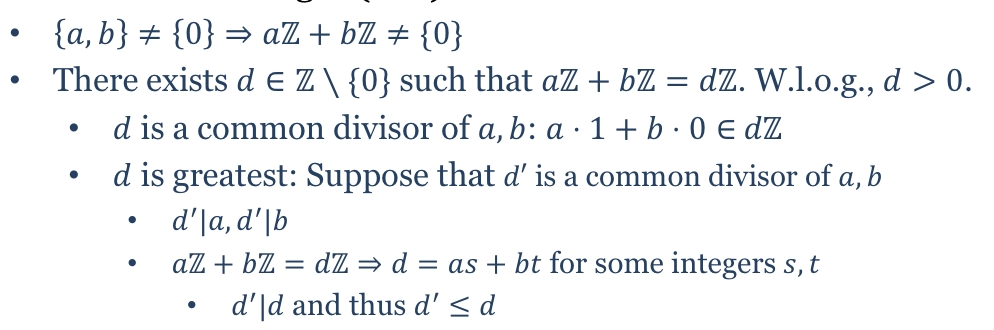 • {a, b} ≠ {0} ⇒ aℤ + bℤ ≠ {0}
• There exists d ∈ ℤ \ {0} such that aℤ + bℤ = dℤ. W.l.o.g., d > 0.
• d is a common divisor of a, b: a · 1 + b · 0 ∈ dℤ
• d is greatest: Suppose that d′ is a common divisor of a, b
• d′|a, d′|b
• aℤ + bℤ = dℤ ⇒ d = as + bt for some integers s, t
• d′|d and thus d′ ≤ d